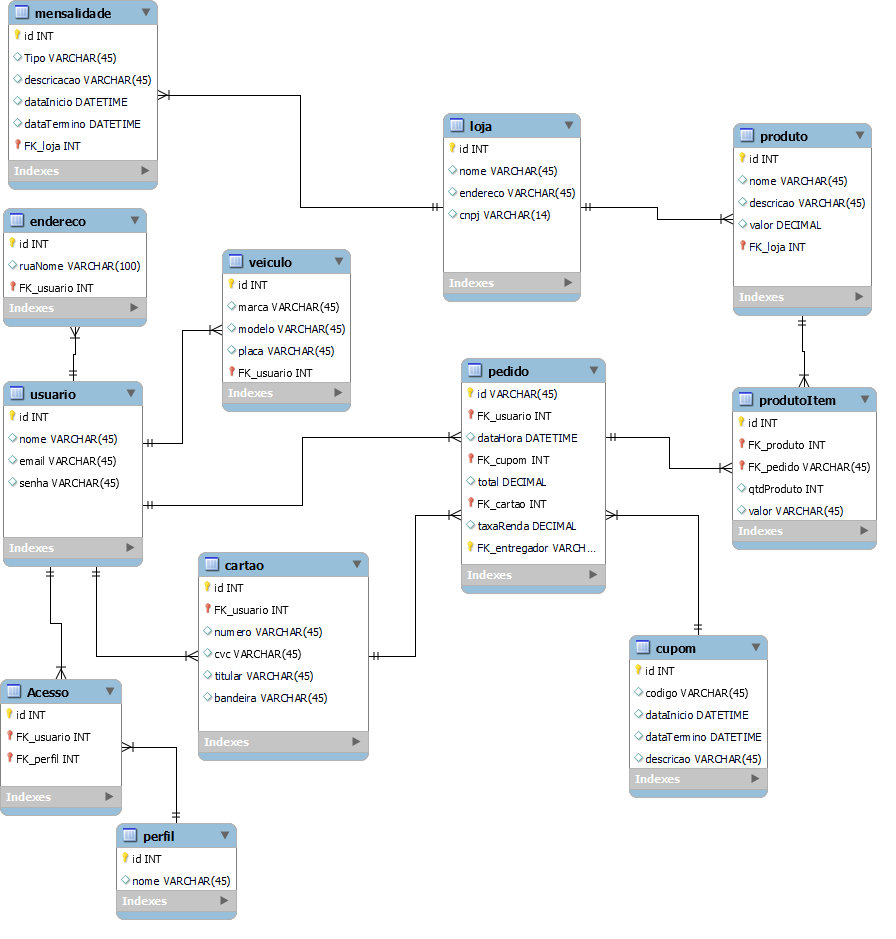 mensalidade
id INT
Tipo VARCHAR(45)
descricacao VARCHAR(45)
dataInicio DATETIME
dataTermino DATETIME
FK_loja INT
Indexes
loja
id INT
nome VARCHAR(45)
endereco VARCHAR(45)
cnpj VARCHAR(14)
Indexes
produto
id INT
nome VARCHAR(45)
descricao VARCHAR(45)
valor DECIMAL
FK_loja INT
Indexes
endereco
id INT
ruaNome VARCHAR(100)
FK_usuario INT
Indexes
veiculo
id INT
marca VARCHAR(45)
modelo VARCHAR(45)
placa VARCHAR(45)
FK_usuario INT
Indexes
usuario
id INT
nome VARCHAR(45)
email VARCHAR(45)
senha VARCHAR(45)
Indexes
pedido
id VARCHAR(45)
FK_usuario INT
dataHora DATETIME
FK_cupom INT
total DECIMAL
FK_cartao INT
taxaRenda DECIMAL
FK_entregador VARCH...
Indexes
produtoItem
id INT
FK_produto INT
FK_pedido VARCHAR(45)
qtdProduto INT
valor VARCHAR(45)
Indexes
cartao
id INT
FK_usuario INT
numero VARCHAR(45)
cvc VARCHAR(45)
titular VARCHAR(45)
bandeira VARCHAR(45)
Indexes
cupom
id INT
codigo VARCHAR(45)
dataInicio DATETIME
dataTermino DATETIME
descricao VARCHAR(45)
Indexes
Acesso
id INT
FK_usuario INT
FK_perfil INT
Indexes
perfil
id INT
nome VARCHAR(45)
Indexes